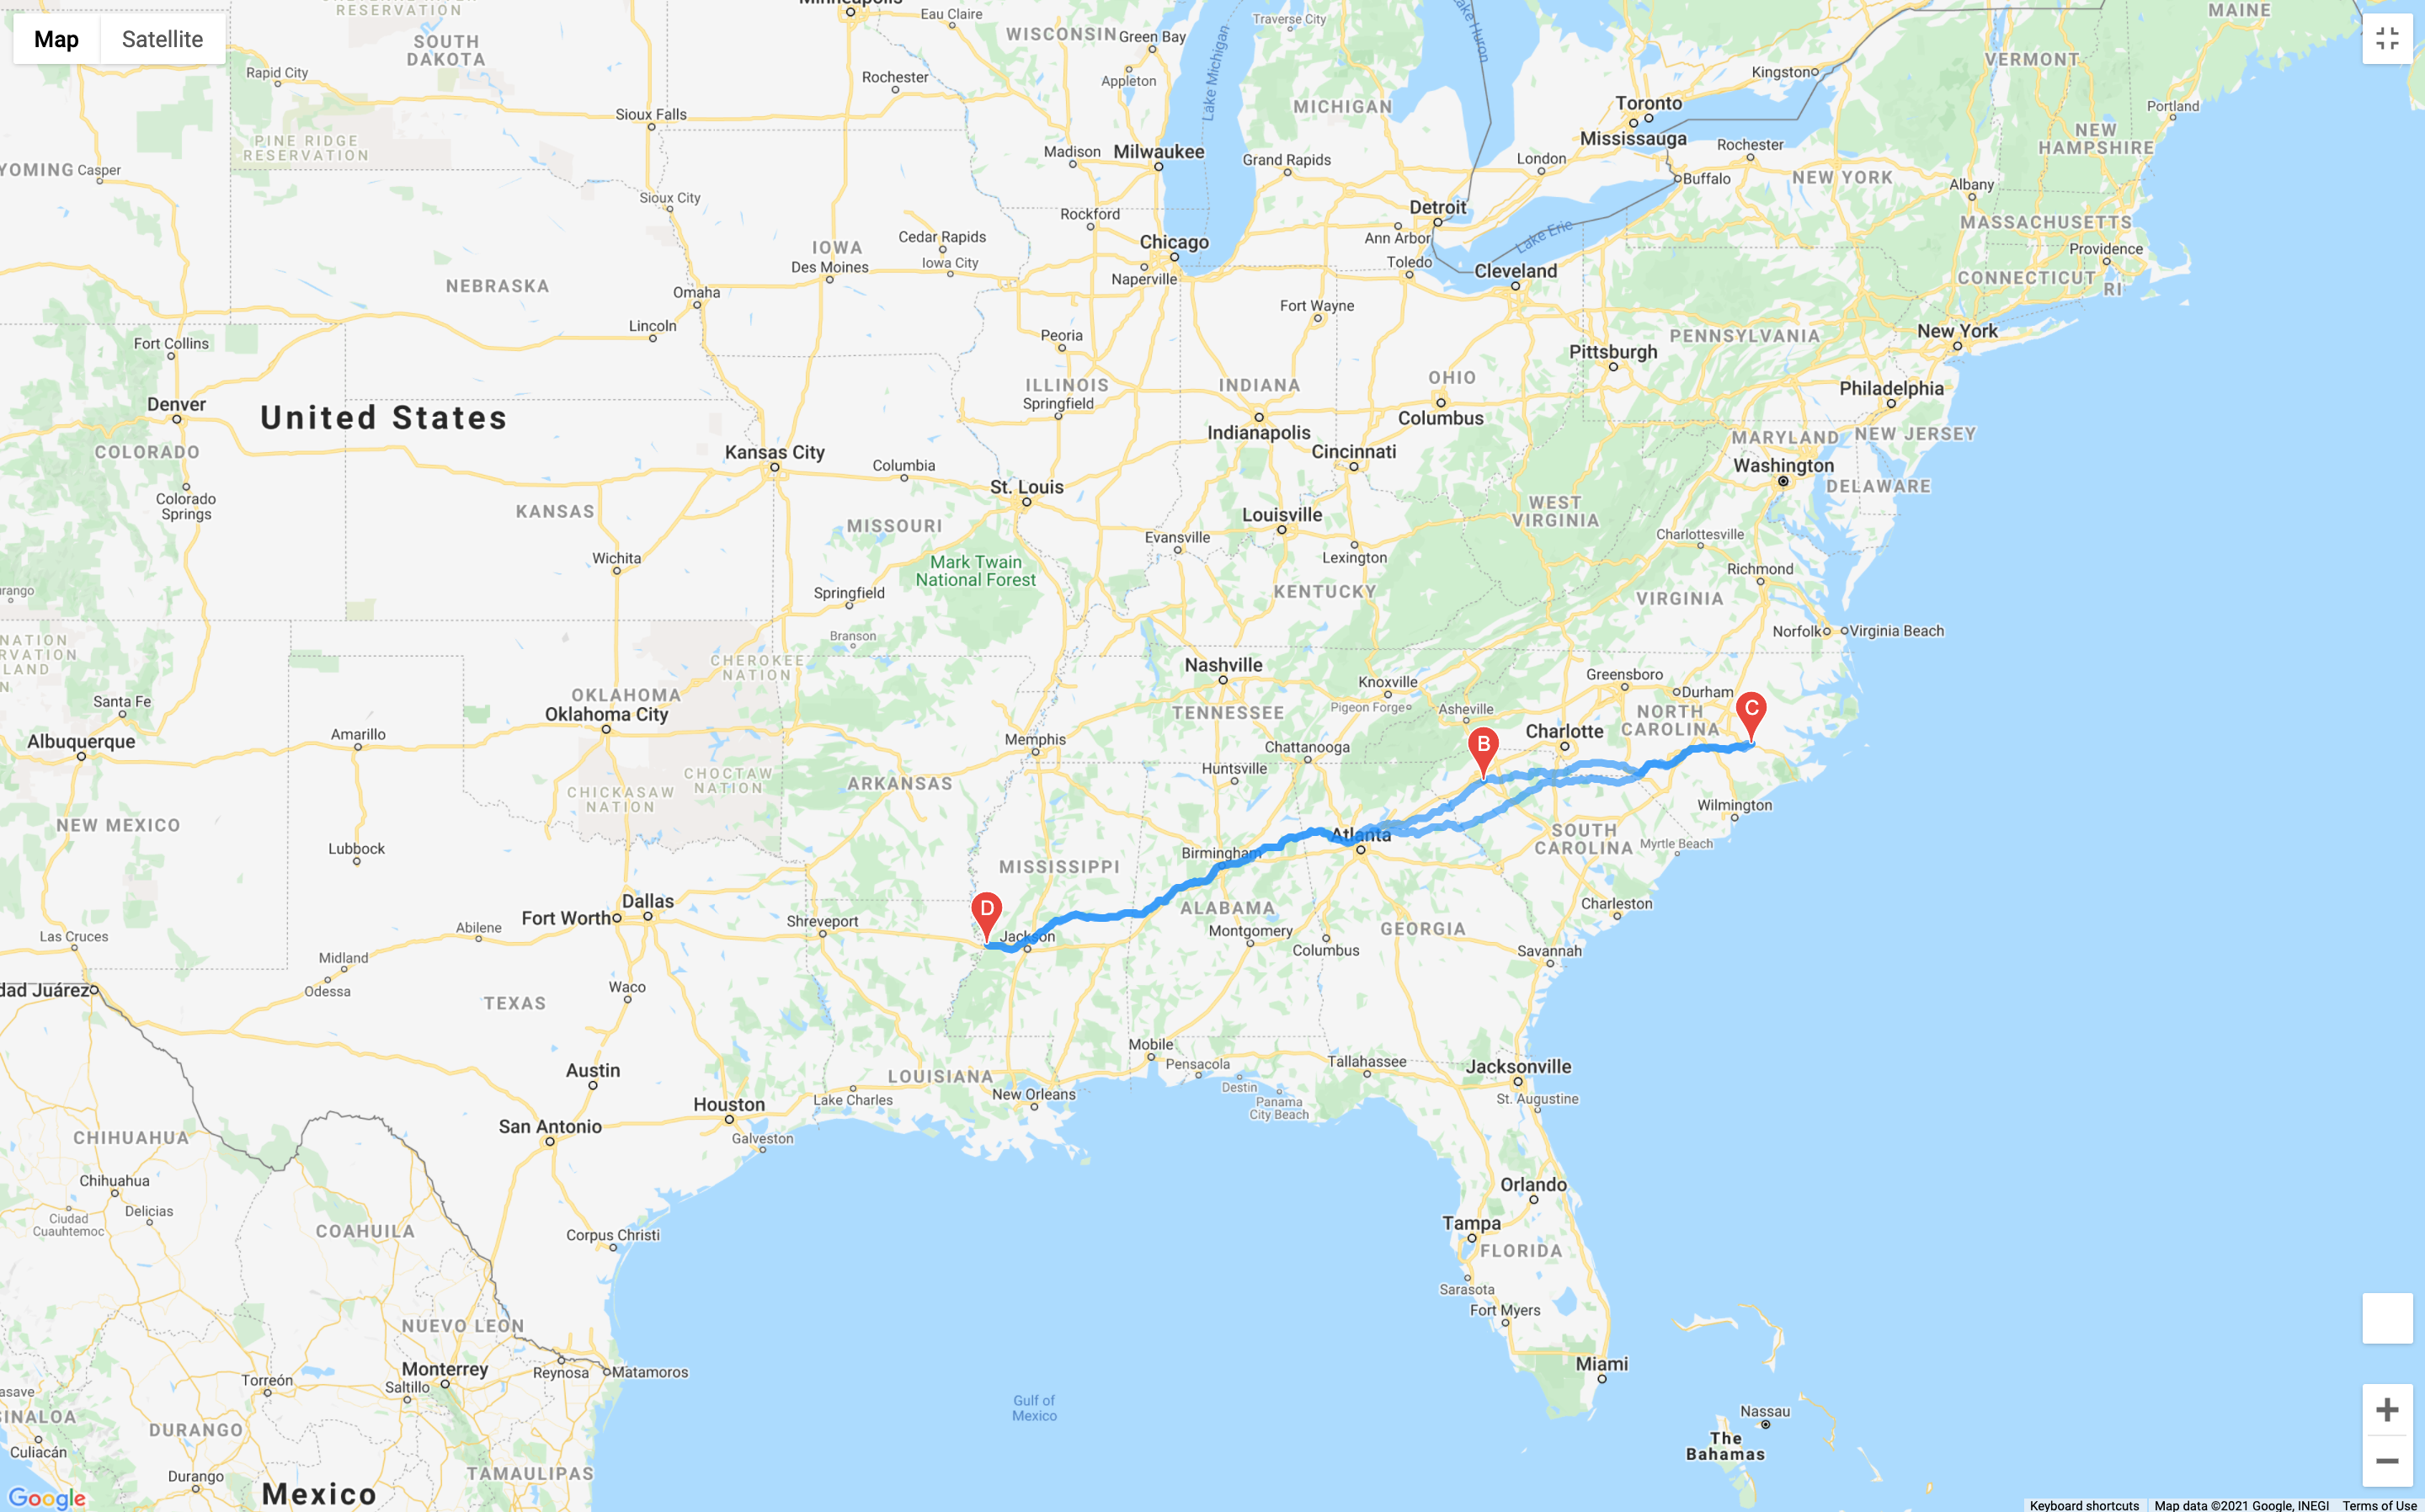 Map
Satellite
CHEYENNE RIVER
RESERVATION
Minneapolis
Eau Claire
WISCONSIN
Green Bay
Traverse City
Lake Huron
MAINE
SOUTH
DAKOTA
Rapid City
Rochester
Appleton
Lake Michigan
MICHIGAN
Kingston
VERMONT
Portland
Sioux Falls
Toronto
Mississauga
NEW
HAMPSHIRE
PINE RIDGE
RESERVATION
Madison
Milwaukee
Grand Rapids
London
Rochester
Buffalo
NEW YORK
Albany
YOMING
Casper
Sioux City
Rockford
Detroit
Ann Arbor
Lake Erie
MASSACHUSETTS
Providence
IOWA
Des Moines
Cedar Rapids
Iowa City
Chicago
Naperville
Toledo
Cleveland
CONNECTICUT
RI
NEBRASKA
Omaha
Lincoln
Fort Wayne
Peoria
PENNSYLVANIA
New York
Fort Collins
Pittsburgh
Philadelphia
Denver
United States
ILLINOIS
Springfield
INDIANA
Indianapolis
OHIO
Columbus
COLORADO
Kansas City
Columbia
Cincinnati
MARYLAND
NEW JERSEY
Washington
DELAWARE
Colorado
Springs
KANSAS
St. Louis
MISSOURI
Louisville
WEST
VIRGINIA
Evansville
Lexington
Charlottesville
Wichita
Mark Twain
National Forest
Richmond
urango
Springfield
KENTUCKY
VIRGINIA
NATION
RVATION
LAND
N
Branson
Norfolk
Virginia Beach
CHEROKEE
NATION
Nashville
Knoxville
Greensboro
Durham
Santa Fe
OKLAHOMA
Oklahoma City
TENNESSEE
Pigeon Forge
Asheville
NORTH
CAROLINA
C
Albuquerque
Amarillo
Memphis
Chattanooga
B
Charlotte
CHOCTAW
NATION
CHICKASAW
NATION
ARKANSAS
Huntsville
Wilmington
NEW MEXICO
Lubbock
Atlanta
SOUTH
CAROLINA
Myrtle Beach
Birmingham
MISSISSIPPI
Dallas
Fort Worth
D
Shreveport
ALABAMA
Charleston
Las Cruces
Abilene
Jackson
Montgomery
Columbus
GEORGIA
Savannah
Midland
Odessa
dad Juárez
TEXAS
Waco
Mobile
Pensacola
Tallahassee
Jacksonville
Austin
LOUISIANA
Destin
Panama
City Beach
St. Augustine
Houston
Lake Charles
New Orleans
San Antonio
Galveston
CHIHUAHUA
Chihuahua
Delicias
Ciudad
Cuauhtemoc
COAHUILA
Corpus Christi
Orlando
Tampa
FLORIDA
Sarasota
Fort Myers
NUEVO LEON
Monterrey
Reynosa
Matamoros
Miami
Torreón
Saltillo
asave
SINALOA
Culiacán
DURANGO
Durango
Gulf of
Mexico
Nassau
The
Bahamas
TAMAULIPAS
Mexico
Google
Keyboard shortcuts
Map data ©2021 Google, INEGI
Terms of Use